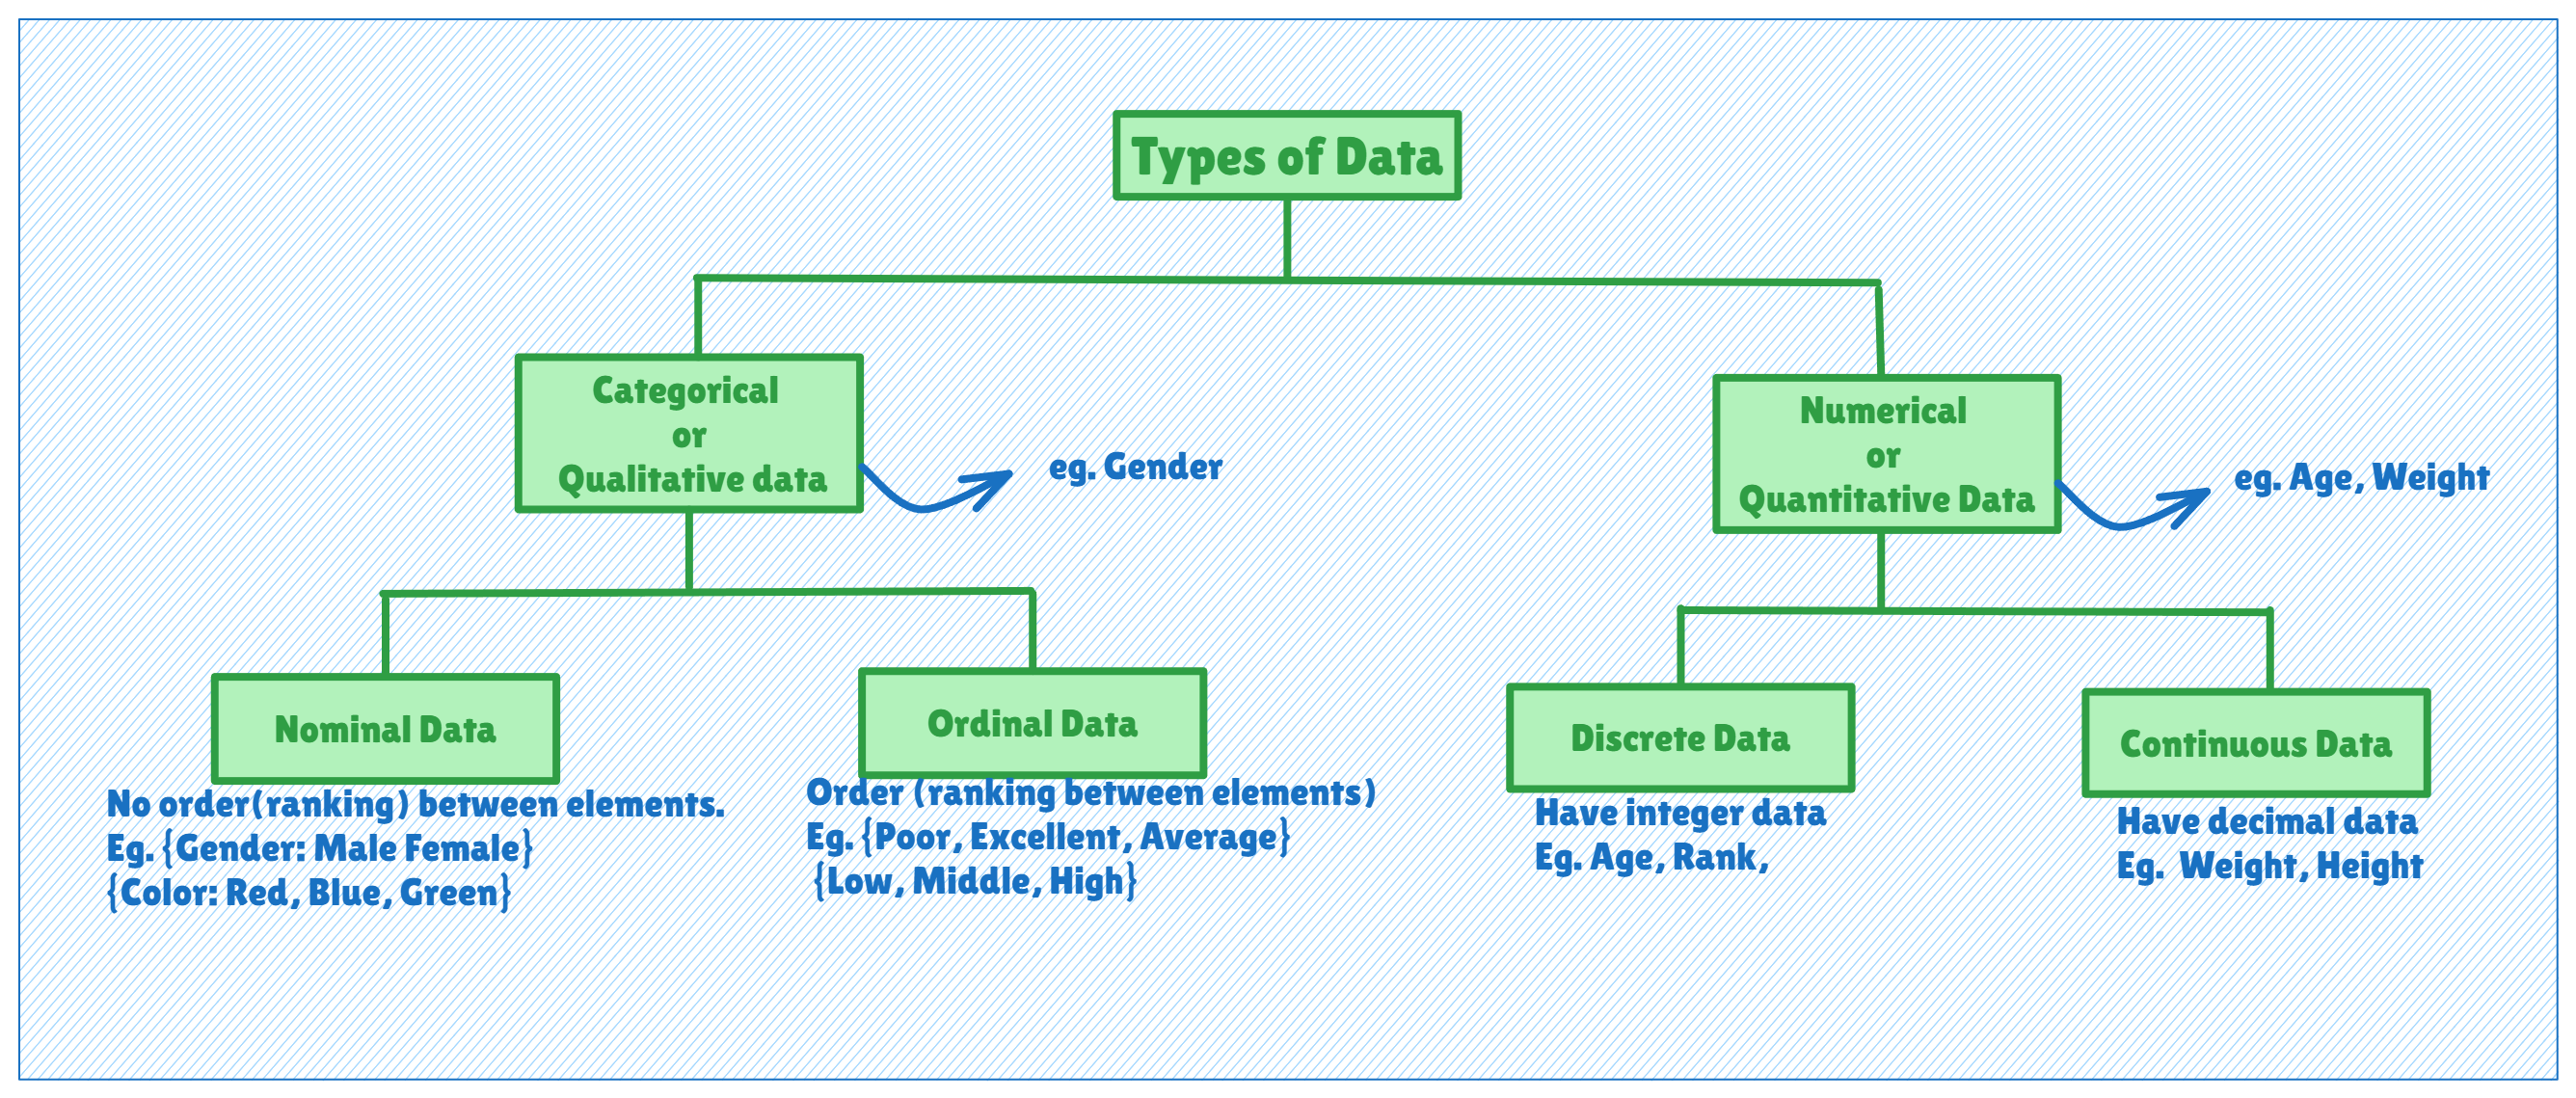 Types of Data
Categorical
or
Qualitative data
eg. Gender
Numerical
or
Quantitative Data
eg. Age, Weight
Nominal Data
No order(ranking) between elements.
Eg. {Gender: Male Female}
{Color: Red, Blue, Green}
Ordinal Data
Order (ranking between elements)
Eg. {Poor, Excellent, Average}
{Low, Middle, High}
Discrete Data
Have integer data
Eg. Age, Rank,
Continuous Data
Have decimal data
Eg. Weight, Height